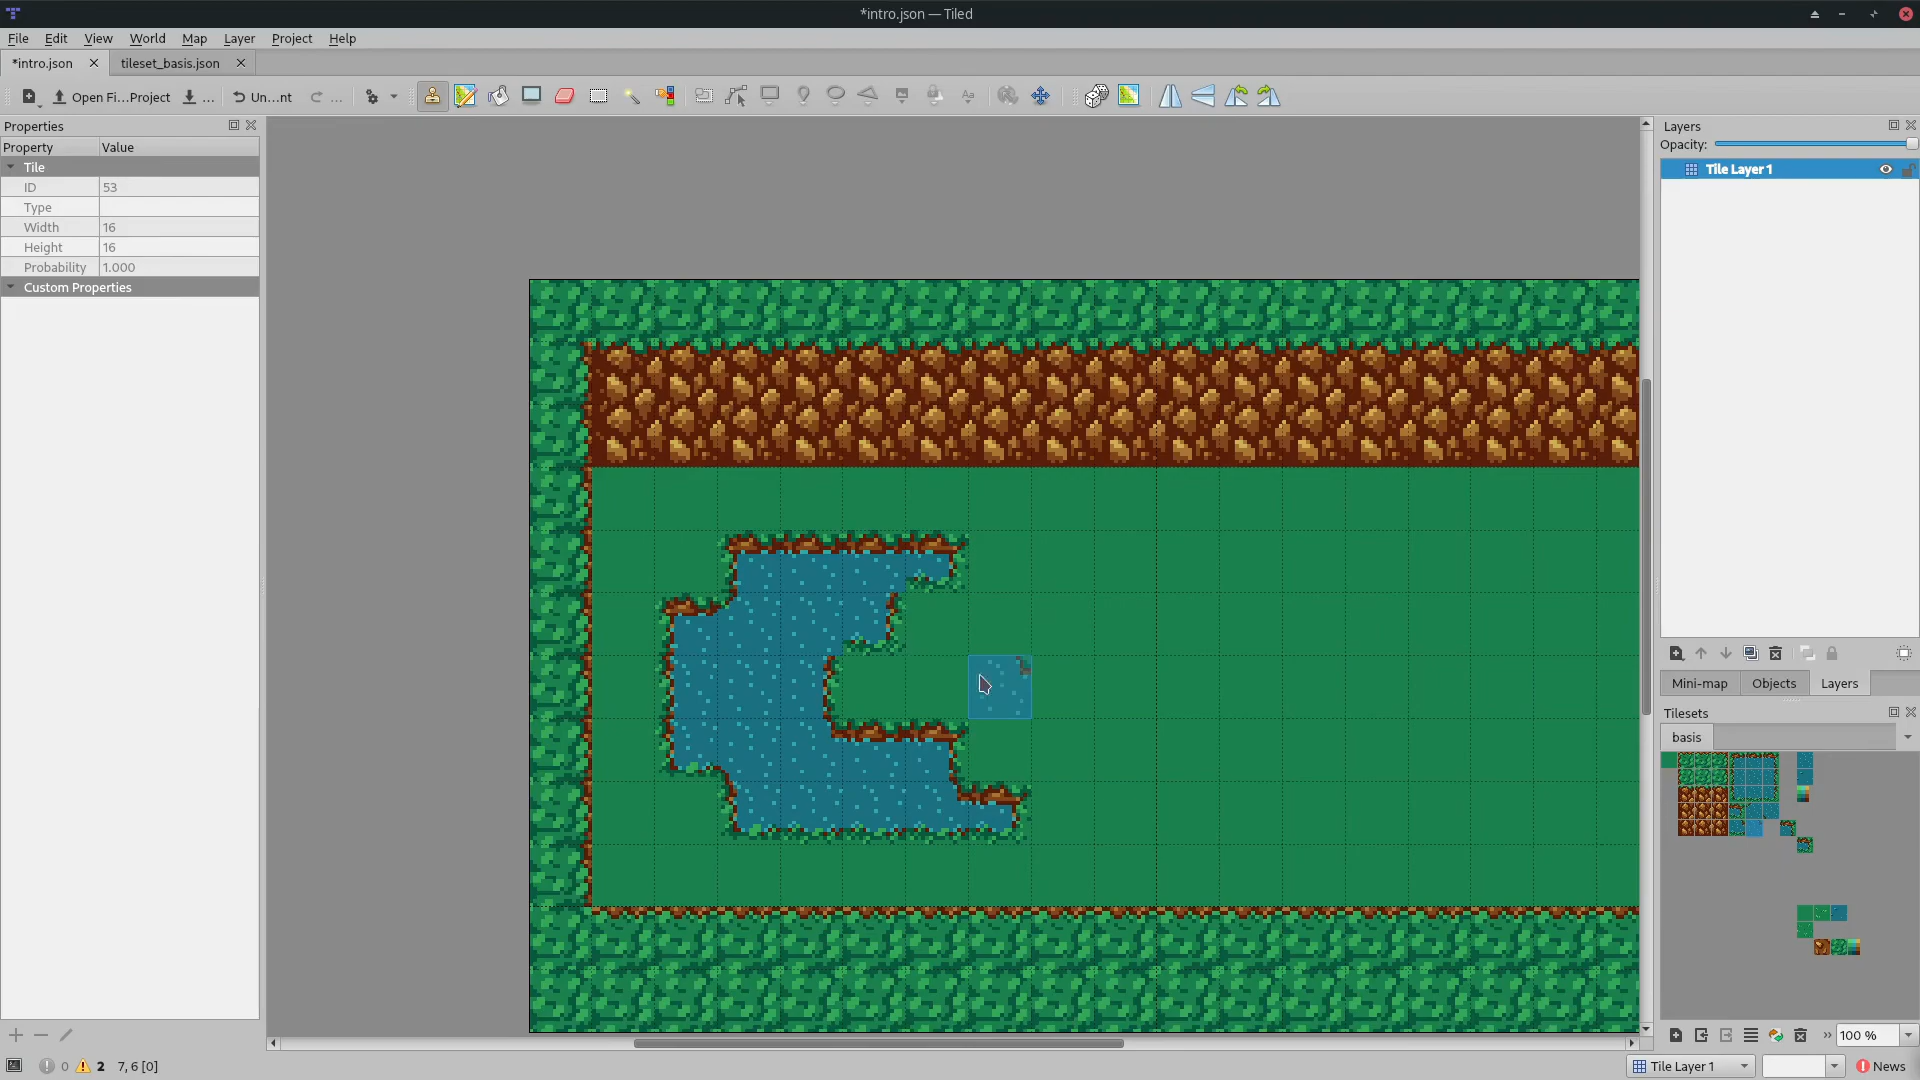 *intro.json — Tiled
File Edit View World Map Layer Project Help
*intro.json tileset_basis.json
Open Fi...Project ... Un...nt ...
Properties
Property Value
Tile
ID 53
Type
Width 16
Height 16
Probability 1.000
Custom Properties
Layers
Opacity:
Tile Layer 1
Mini-map Objects Layers
Tilesets
basis
» 100 %
0 2 7, 6 [0]
Tile Layer 1
News